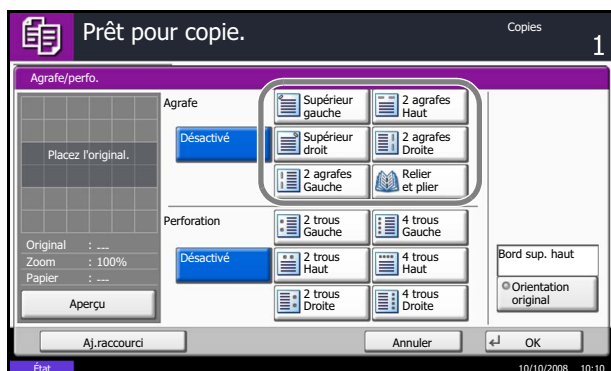 Prêt pour copie.
Copies
1
Agrafe/perfo.
Placez l'original.
Original : ---
Zoom : 100%
Papier : ---
Aperçu
Agrafe
Désactivé
Supérieur
gauche
2 agrafes
Haut
Supérieur
droit
2 agrafes
Droite
2 agrafes
Gauche
Relier
et plier
Perforation
Désactivé
2 trous
Gauche
4 trous
Gauche
2 trous
Haut
4 trous
Haut
2 trous
Droite
4 trous
Droite
Bord sup. haut
Orientation
original
Aj.raccourci
Annuler
OK
État
10/10/2008 10:10